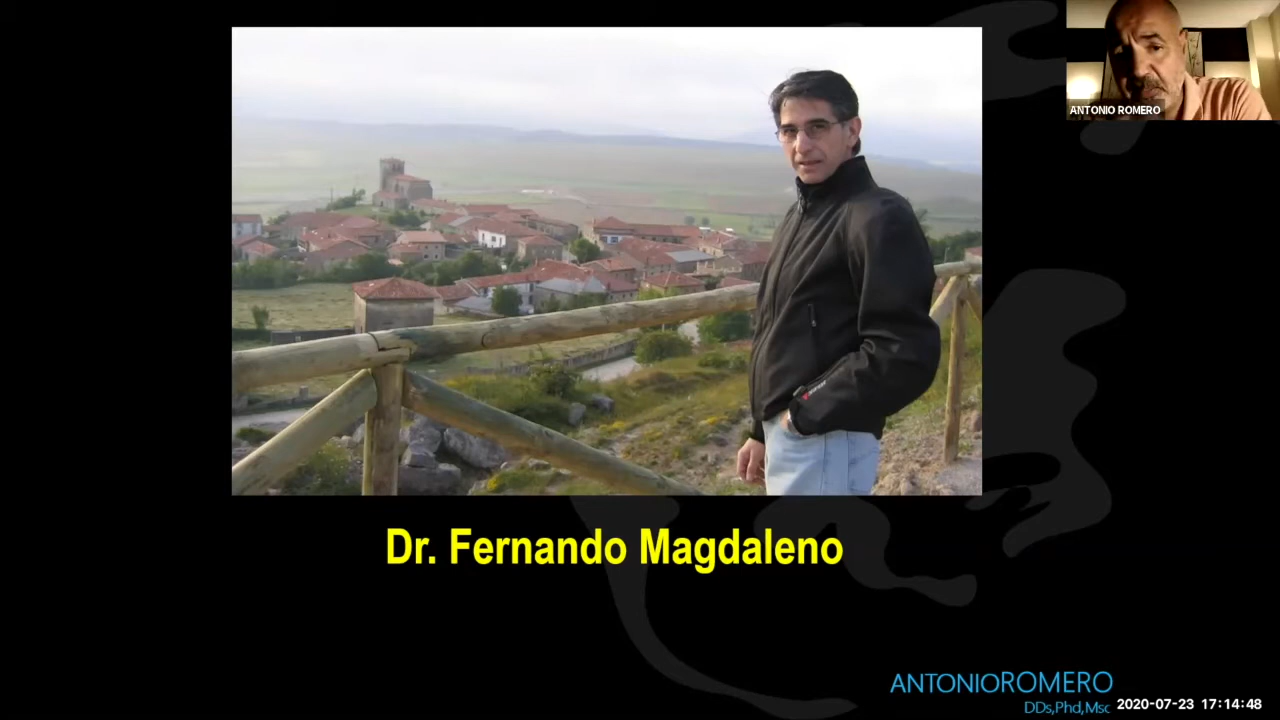 ANTONIO ROMERO
Dr. Fernando Magdaleno
ANTONIOROMERO
DDs,Phd,Msc
2020-07-23 17:14:48